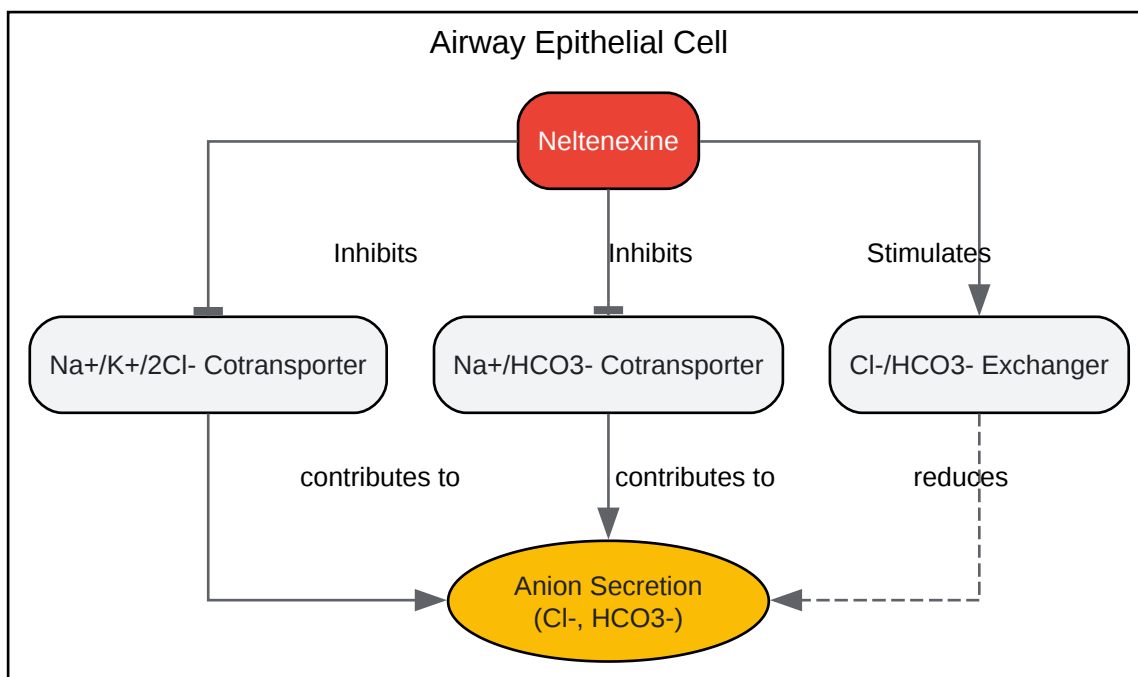 Airway Epithelial Cell
Neltenexine
Inhibits
Inhibits
Stimulates
Na+/K+/2Cl- Cotransporter
Na+/HCO3- Cotransporter
Cl-/HCO3- Exchanger
contributes to
contributes to
reduces
Anion Secretion
(Cl-, HCO3-)